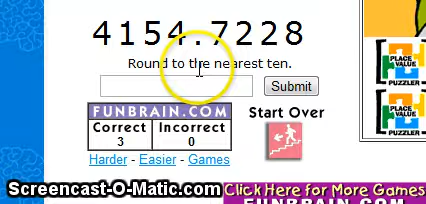 4154.7228
Round to the nearest ten.
Submit
FUNBRAIN.COM
Correct Incorrect
3 0
Harder - Easier - Games
Start Over
PLACE VALUE PUZZLER
PLACE VALUE PUZZLER
Screencast-O-Matic.com
Click Here for More Games
FUNBRAIN.COM